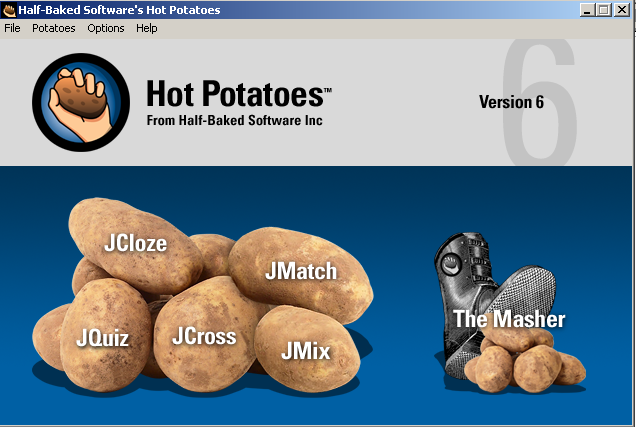 Half-Baked Software's Hot Potatoes
File Potatoes Options Help
6
Hot Potatoes™
From Half-Baked Software Inc
Version 6
JCloze
JMatch
JQuiz
JCross
JMix
The Masher